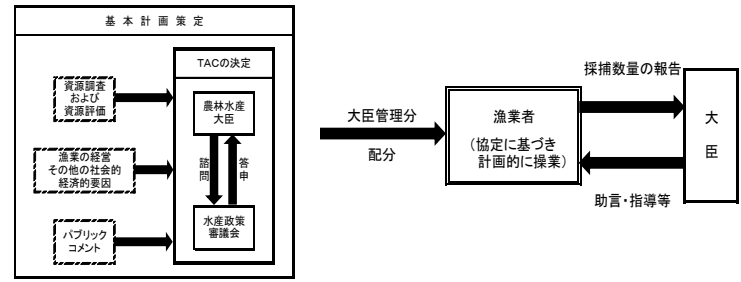 基本計画策定
TACの決定
資源調査
および
資源評価
農林水産
大臣
漁業の経営
その他の社会的
経済的要因
諮問
答申
パブリック
コメント
水産政策
審議会
大臣管理分
配分
漁業者
(協定に基づき
計画的に操業)
採捕数量の報告
助言・指導等
大臣